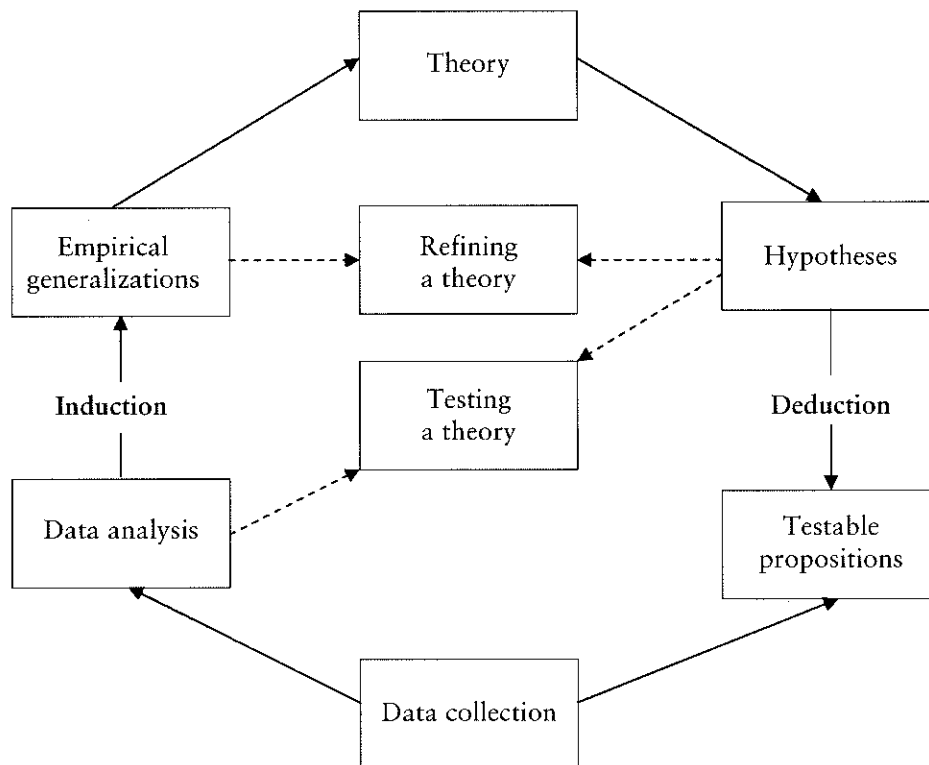 Theory
Empirical
generalizations
Refining
a theory
Hypotheses
Induction
Testing
a theory
Deduction
Data analysis
Testable
propositions
Data collection